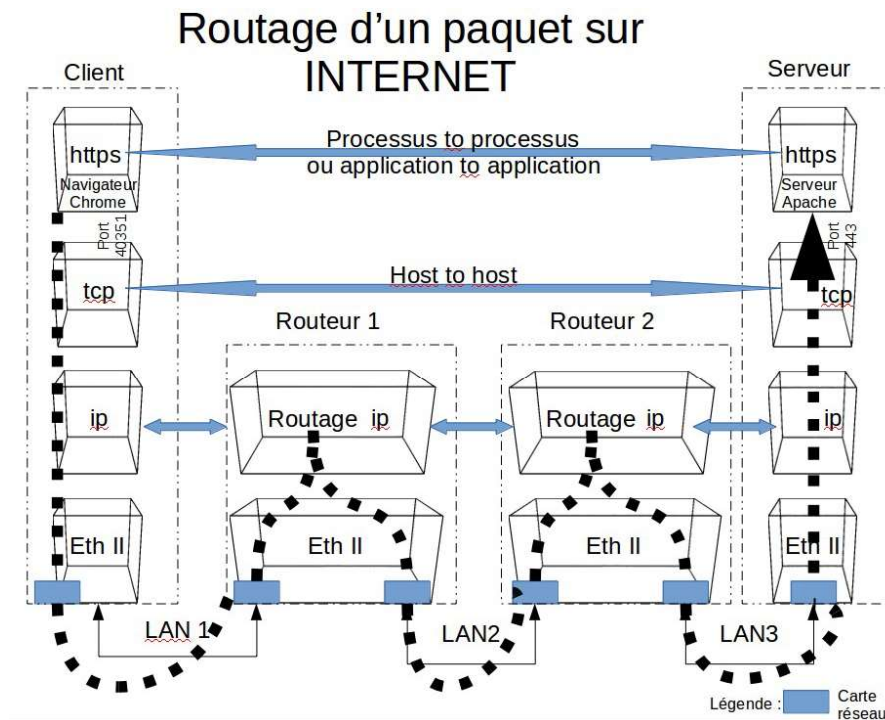 Routage d'un paquet sur
INTERNET
Client
Serveur
https
Processus to processus
ou application to application
https
Navigateur
Chrome
Serveur
Apache
Port
40351
Port
443
tcp
Host to host
tcp
Routeur 1
Routeur 2
ip
Routage ip
Routage ip
ip
Eth II
Eth II
Eth II
Eth II
LAN 1
LAN2
LAN3
Légende :
Carte
réseau